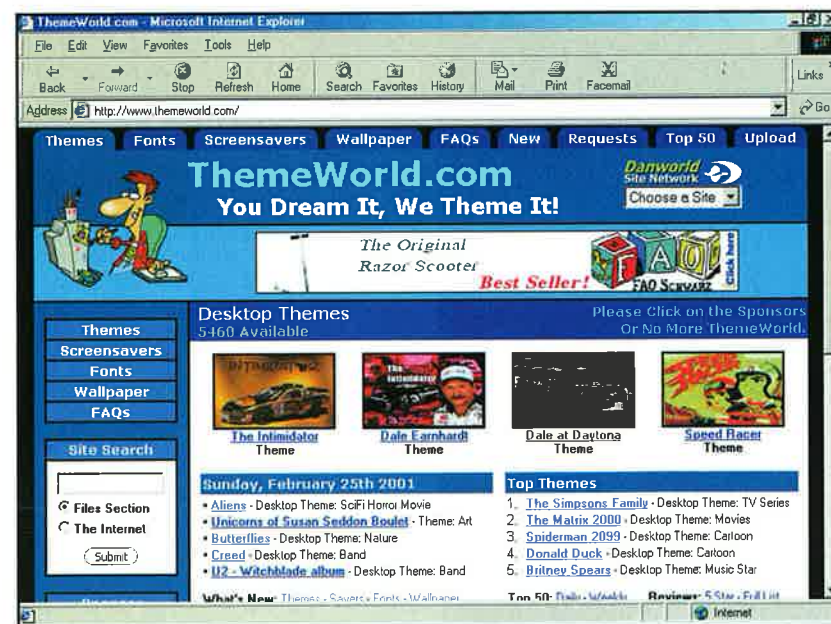 ThemeWorld.com - Microsoft Internet Explorer
File Edit View Favorites Tools Help
Back Forward Stop Refresh Home Search Favorites History Mail Print Facemail Links
Address http://www.themeworld.com/ Go
Themes Fonts Screensavers Wallpaper FAQs New Requests Top 50 Upload
ThemeWorld.com
You Dream It, We Theme It!
Danworld
Site Network
Choose a Site
The Original
Razor Scooter
Best Seller!
FAO
FAO Schwarz
Click here
Desktop Themes
5460 Available
Please Click on the Sponsors
Or No More ThemeWorld.
Themes
Screensavers
Fonts
Wallpaper
FAQs
Site Search
Files Section
The Internet
Submit
The Intimidator
Theme
The Intimidator
Dale Earnhardt
Theme
Dale at Daytona
Theme
Speed Racer
Theme
Sunday, February 25th 2001
• Aliens - Desktop Theme: SciFi Horror Movie
• Unicorns of Susan Seddon Boulet - Theme: Art
• Butterflies - Desktop Theme: Nature
• Creed - Desktop Theme: Band
• U2 - Witchblade album - Desktop Theme: Band
What's New: Themes - Savers - Fonts - Wallpaper
Top Themes
1. The Simpsons Family - Desktop Theme: TV Series
2. The Matrix 2000 - Desktop Theme: Movies
3. Spiderman 2099 - Desktop Theme: Cartoon
4. Donald Duck - Desktop Theme: Cartoon
5. Britney Spears - Desktop Theme: Music Star
Top 50: Daily - Weekly Reviews: 5 Star - Full List
Internet